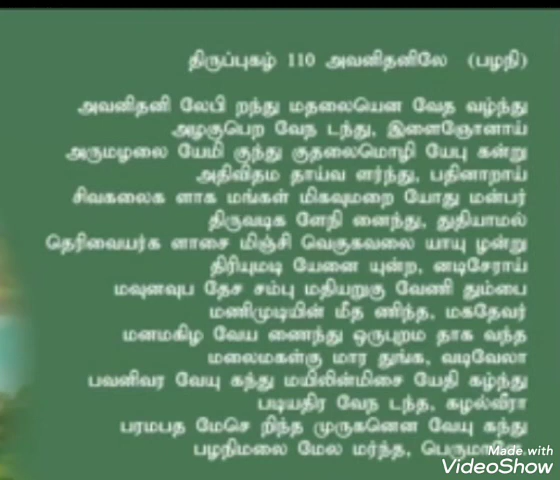 திருப்புகழ் 110 அவனிதனிலே (பழநி)
அவனிதனி லேபி றந்து மதலையென வேத வழ்ந்து
அழகுபெற வேந டந்து, இளைஞோனாய்
அருமழலை யேமி குந்து குதலைமொழி யேபு கன்று
அதிவிதம தாய்வ ளர்ந்து, பதினாறாய்
சிவகலைக ளாக மங்கள் மிகவுமறை யோது மன்பர்
திருவடிக ளேநி னைந்து, துதியாமல்
தெரிவையர்க ளாசை மிஞ்சி வெகுகவலை யாயு ழன்று
திரியுமடி யேனை யுன்ற, னடிசேராய்
மவுனவுப தேச சம்பு மதியறுகு வேணி தும்பை
மணிமுடியின் மீத ணிந்த, மகதேவர்
மனமகிழ வேய ணைந்து ஒருபுறம தாக வந்த
மலைமகள்கு மார துங்க, வடிவேலா
பவனிவர வேயு கந்து மயிலின்மிசை யேதி கழ்ந்து
படியதிர வேந டந்த, கழல்வீரா
பரமபத மேசெ றிந்த முருகனென வேயு கந்து
பழநிமலை மேல மர்ந்த, பெருமாளே.
Made with
VideoShow